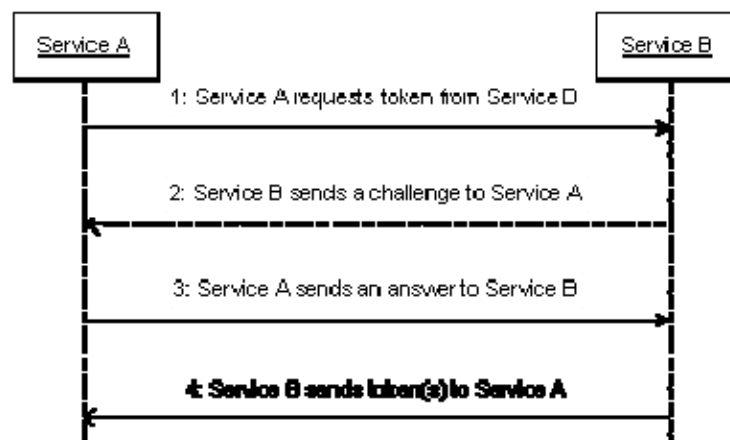 Service A
Service B
1: Service A requests token from Service D
2: Service B sends a challenge to Service A
3: Service A sends an answer to Service B
4: Service B sends token(s) to Service A